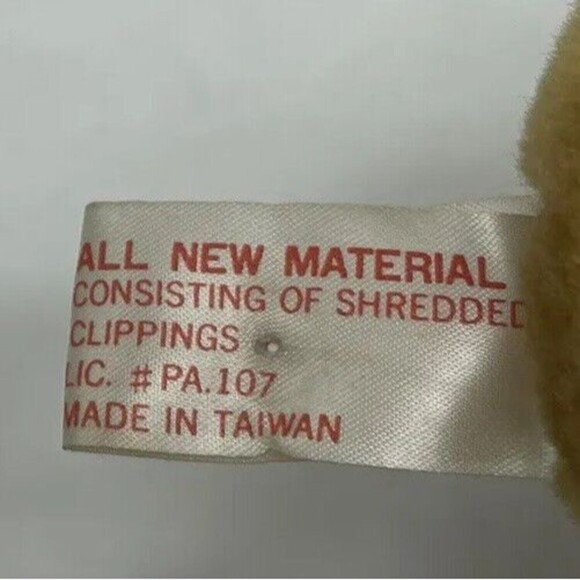 ALL NEW MATERIAL
CONSISTING OF SHREDDED
CLIPPINGS
LIC. # PA.107
MADE IN TAIWAN